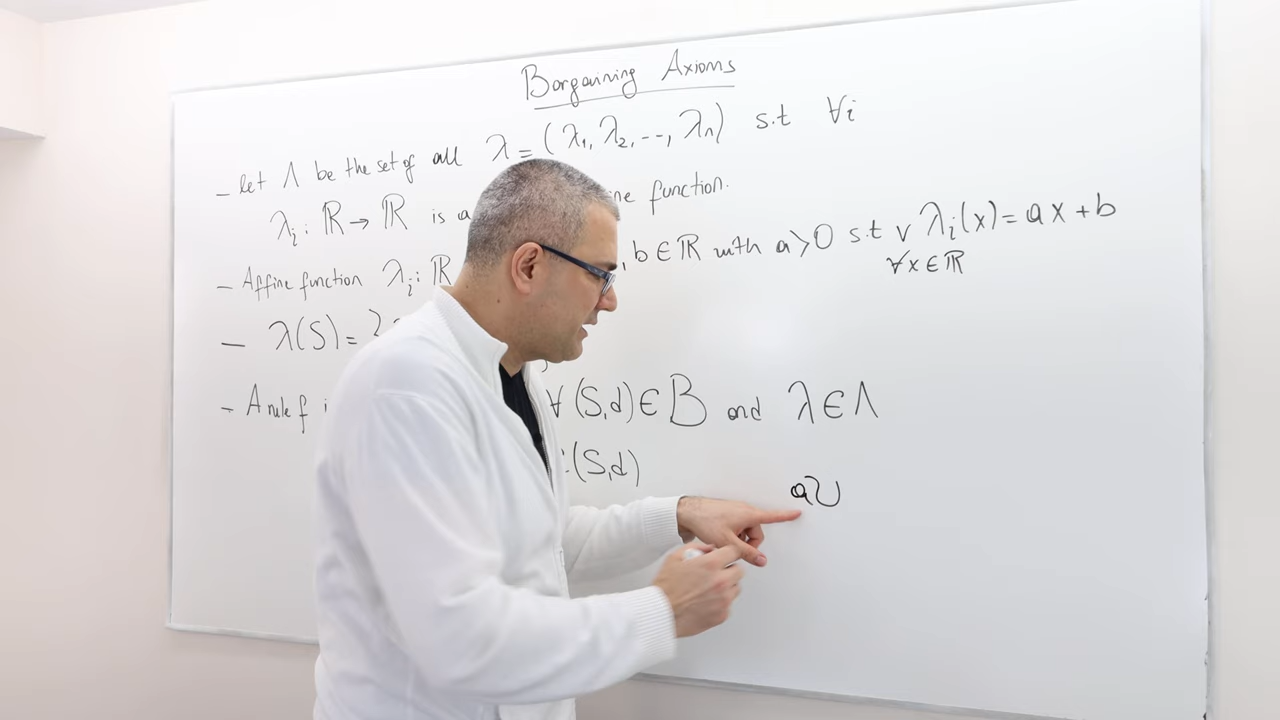 Bargaining Axioms
- let Λ be the set of all λ = (λ₁, λ₂, --, λₙ) s.t ∀i
λᵢ: ℝ → ℝ is a function.
- Affine function λᵢ: ℝ , b ∈ ℝ with a > 0 s.t ∀x ∈ ℝ λᵢ(x) = ax + b
- λ(S) =
- A rule f ∀ (S,d) ∈ B and λ ∈ Λ
(S,d)
aU